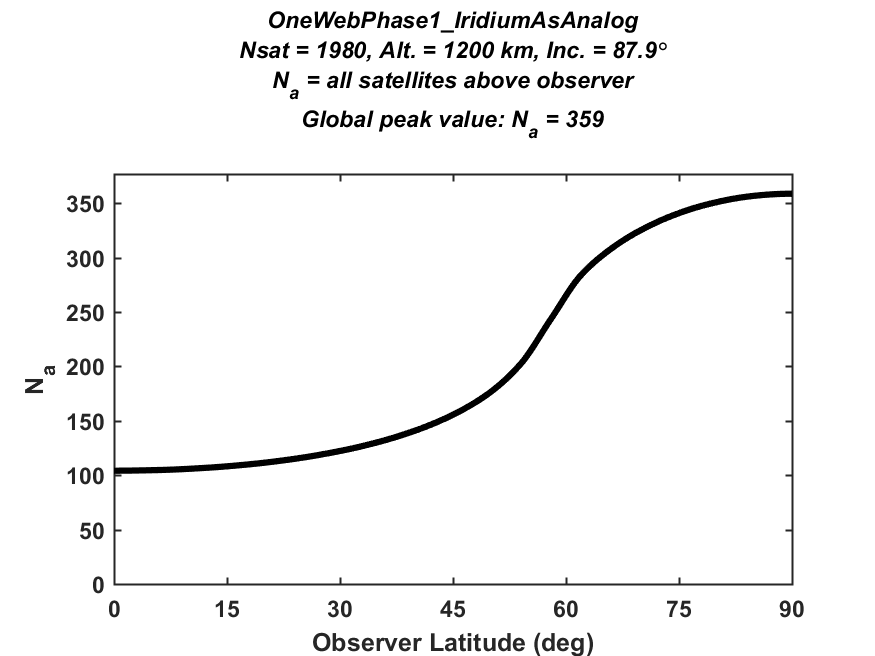 OneWebPhase1_IridiumAsAnalog
Nsat = 1980, Alt. = 1200 km, Inc. = 87.9°
Na = all satellites above observer
Global peak value: Na = 359
350
300
250
200
150
100
50
0
Na
0 15 30 45 60 75 90
Observer Latitude (deg)